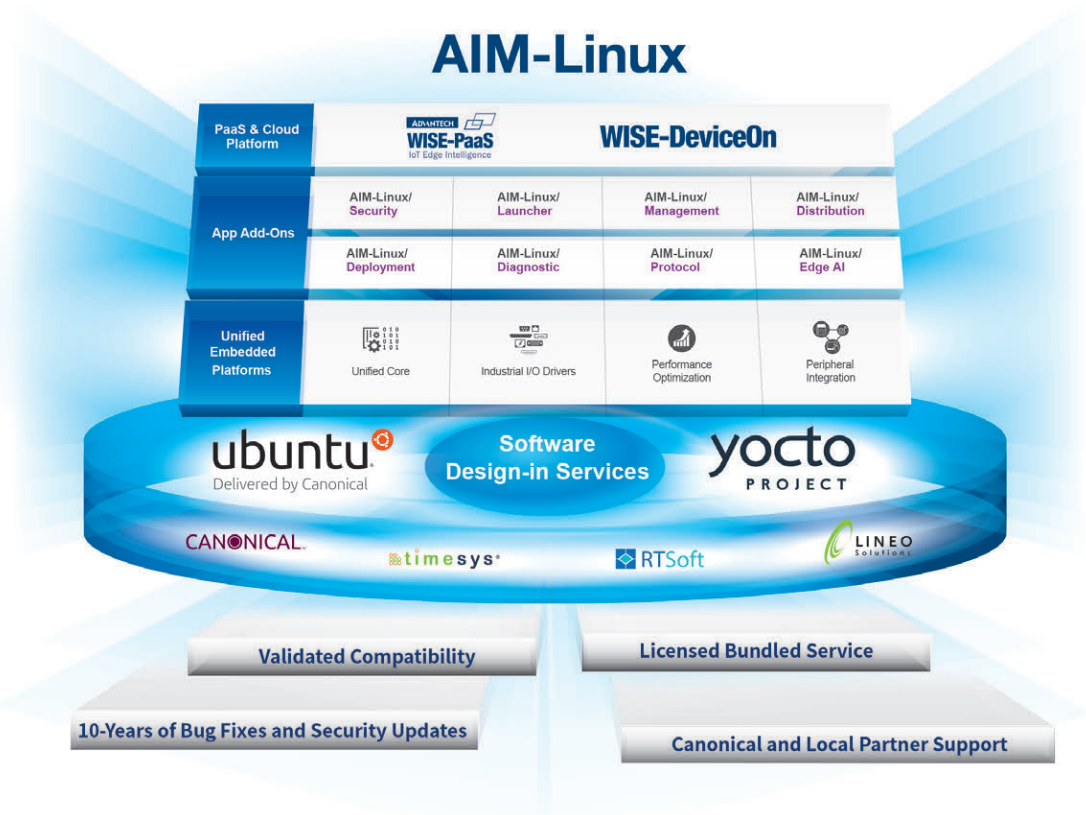 AIM-Linux
PaaS & Cloud
Platform
ADVANTECH
WISE-PaaS
IoT Edge Intelligence
WISE-DeviceOn
App Add-Ons
AIM-Linux/
Security
AIM-Linux/
Launcher
AIM-Linux/
Management
AIM-Linux/
Distribution
AIM-Linux/
Deployment
AIM-Linux/
Diagnostic
AIM-Linux/
Protocol
AIM-Linux/
Edge AI
Unified
Embedded
Platforms
010
101
010
101
Unified Core
Industrial I/O Drivers
Performance
Optimization
Peripheral
Integration
ubuntu
Delivered by Canonical
Software
Design-in Services
yocto
PROJECT
CANONICAL
timesys
RTSoft
LINEO
Solutions
Validated Compatibility
Licensed Bundled Service
10-Years of Bug Fixes and Security Updates
Canonical and Local Partner Support